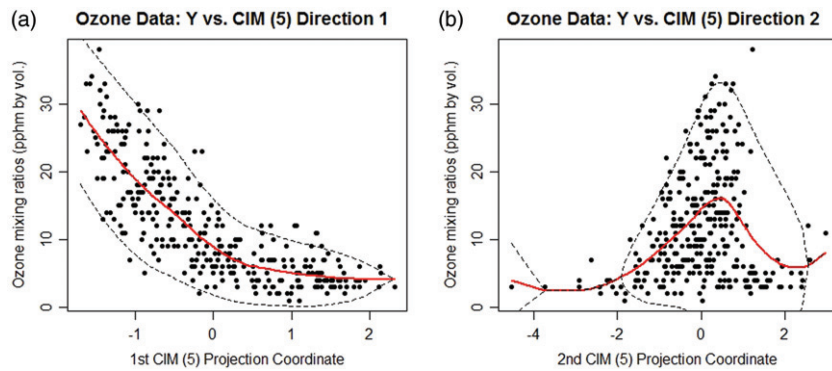 (a)
Ozone Data: Y vs. CIM (5) Direction 1
Ozone mixing ratios (pphm by vol.)
30
20
10
0
-1
0
1
2
1st CIM (5) Projection Coordinate
(b)
Ozone Data: Y vs. CIM (5) Direction 2
Ozone mixing ratios (pphm by vol.)
30
20
10
0
-4
-2
0
2
2nd CIM (5) Projection Coordinate